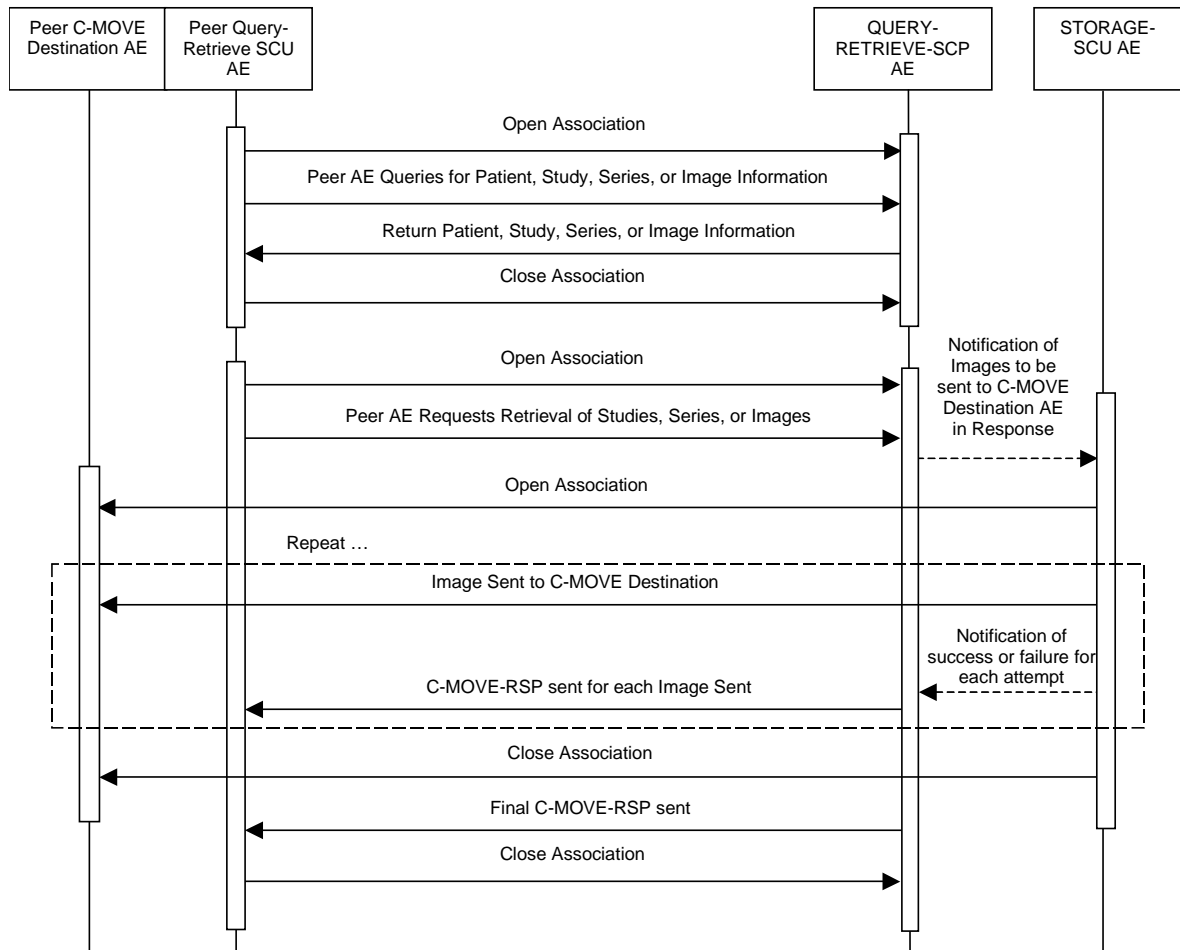 Peer C-MOVE
Destination AE
Peer Query-
Retrieve SCU
AE
QUERY-
RETRIEVE-SCP
AE
STORAGE-
SCU AE
Open Association
Peer AE Queries for Patient, Study, Series, or Image Information
Return Patient, Study, Series, or Image Information
Close Association
Open Association
Notification of
Images to be
sent to C-MOVE
Destination AE
in Response
Peer AE Requests Retrieval of Studies, Series, or Images
Open Association
Repeat …
Image Sent to C-MOVE Destination
Notification of
success or failure for
each attempt
C-MOVE-RSP sent for each Image Sent
Close Association
Final C-MOVE-RSP sent
Close Association